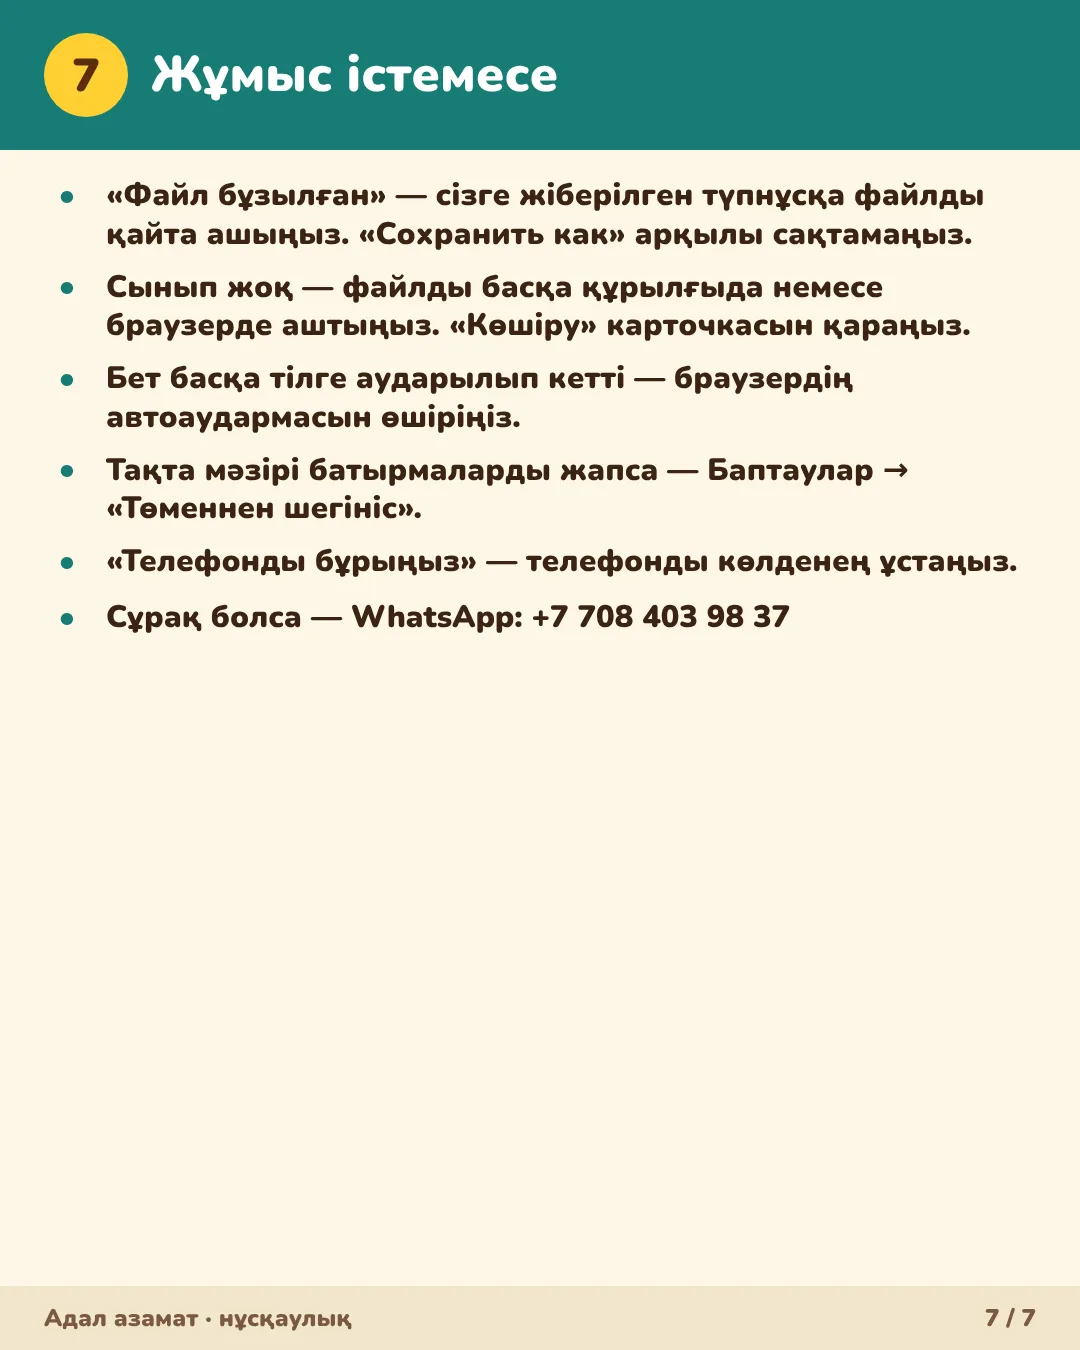 7
Жұмыс істемесе
• «Файл бұзылған» — сізге жіберілген түпнұсқа файлды
қайта ашыңыз. «Сохранить как» арқылы сақтамаңыз.
• Сынып жоқ — файлды басқа құрылғыда немесе
браузерде аштыңыз. «Көшіру» карточкасын қараңыз.
• Бет басқа тілге аударылып кетті — браузердің
автоаудармасын өшіріңіз.
• Тақта мәзірі батырмаларды жапса — Баптаулар →
«Төменнен шегініс».
• «Телефонды бұрыңыз» — телефонды көлденең ұстаңыз.
• Сұрақ болса — WhatsApp: +7 708 403 98 37
Адал азамат · нұсқаулық
7 / 7